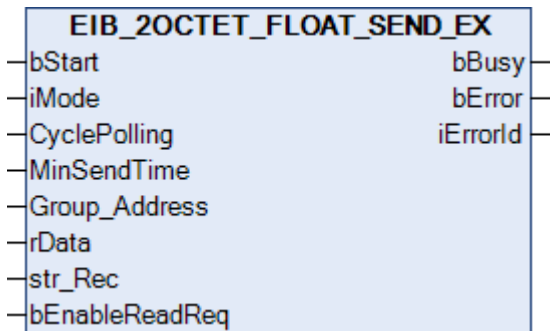 EIB_2OCTET_FLOAT_SEND_EX
bStart bBusy
iMode bError
CyclePolling iErrorId
MinSendTime
Group_Address
rData
str_Rec
bEnableReadReq